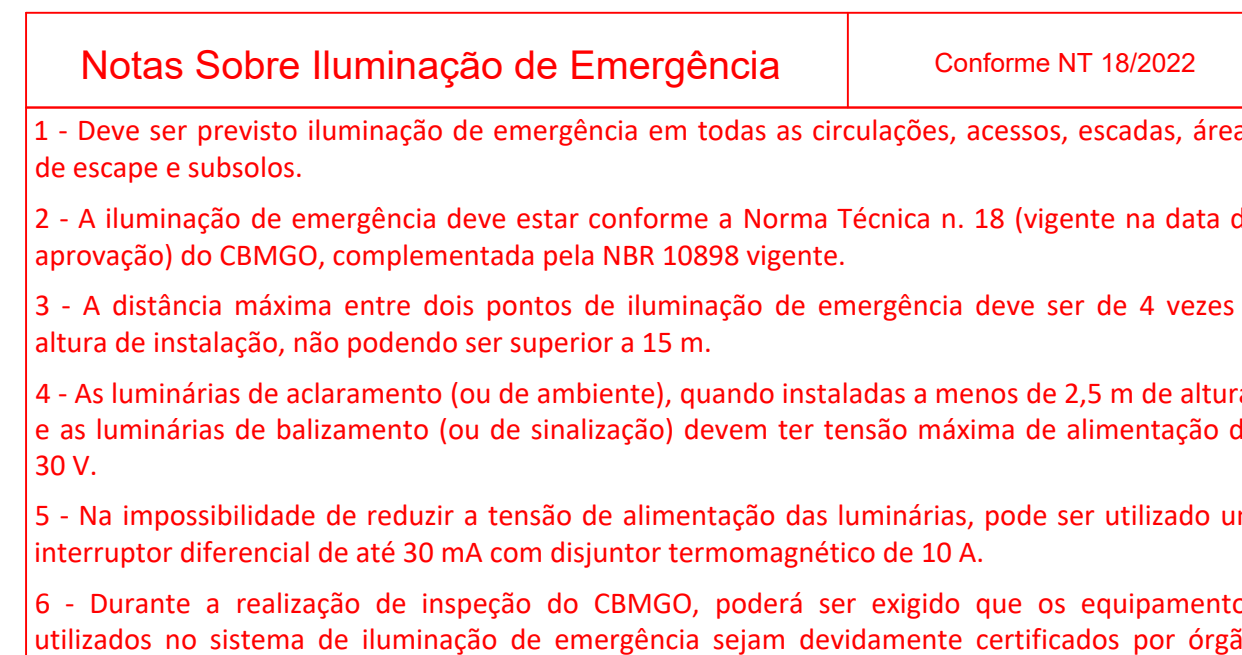 Notas Sobre Iluminação de Emergência
Conforme NT 18/2022
1 - Deve ser previsto iluminação de emergência em todas as circulações, acessos, escadas, área
de escape e subsolos.
2 - A iluminação de emergência deve estar conforme a Norma Técnica n. 18 (vigente na data d
aprovação) do CBMGO, complementada pela NBR 10898 vigente.
3 - A distância máxima entre dois pontos de iluminação de emergência deve ser de 4 vezes
altura de instalação, não podendo ser superior a 15 m.
4 - As luminárias de aclaramento (ou de ambiente), quando instaladas a menos de 2,5 m de altura
e as luminárias de balizamento (ou de sinalização) devem ter tensão máxima de alimentação d
30 V.
5 - Na impossibilidade de reduzir a tensão de alimentação das luminárias, pode ser utilizado u
interruptor diferencial de até 30 mA com disjuntor termomagnético de 10 A.
6 - Durante a realização de inspeção do CBMGO, poderá ser exigido que os equipamento
utilizados no sistema de iluminação de emergência sejam devidamente certificados por órgã